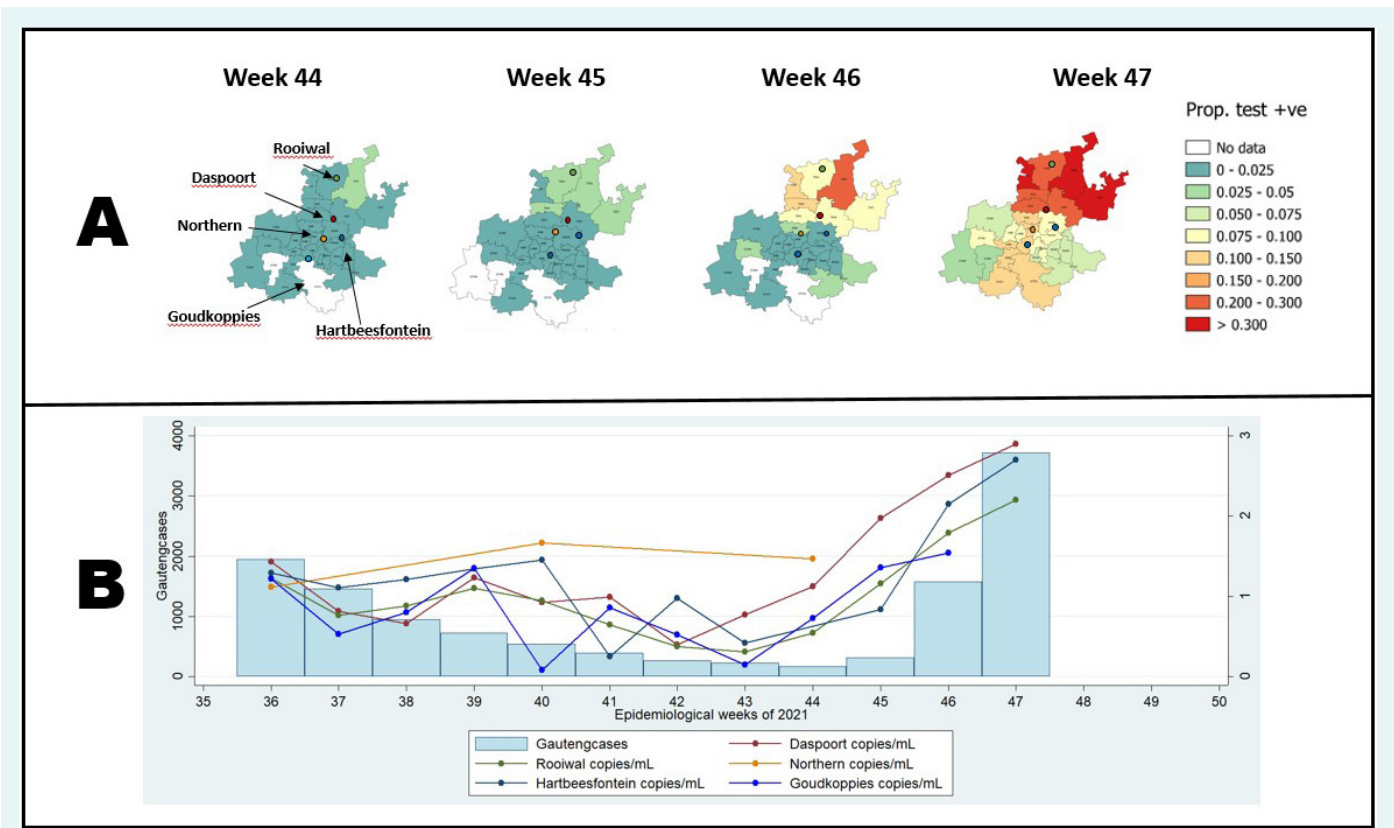 Week 44
Week 45
Week 46
Week 47
Prop. test +ve
No data
0 - 0.025
0.025 - 0.05
0.050 - 0.075
0.075 - 0.100
0.100 - 0.150
0.150 - 0.200
0.200 - 0.300
> 0.300
A
Rooiwal
Daspoort
Northern
Goudkoppies
Hartbeesfontein
B
Gautengcases
4000
3000
2000
1000
0
3
2
1
0
35 36 37 38 39 40 41 42 43 44 45 46 47 48 49 50
Epidemiological weeks of 2021
Gautengcases
Daspoort copies/mL
Rooiwal copies/mL
Northern copies/mL
Hartbeesfontein copies/mL
Goudkoppies copies/mL